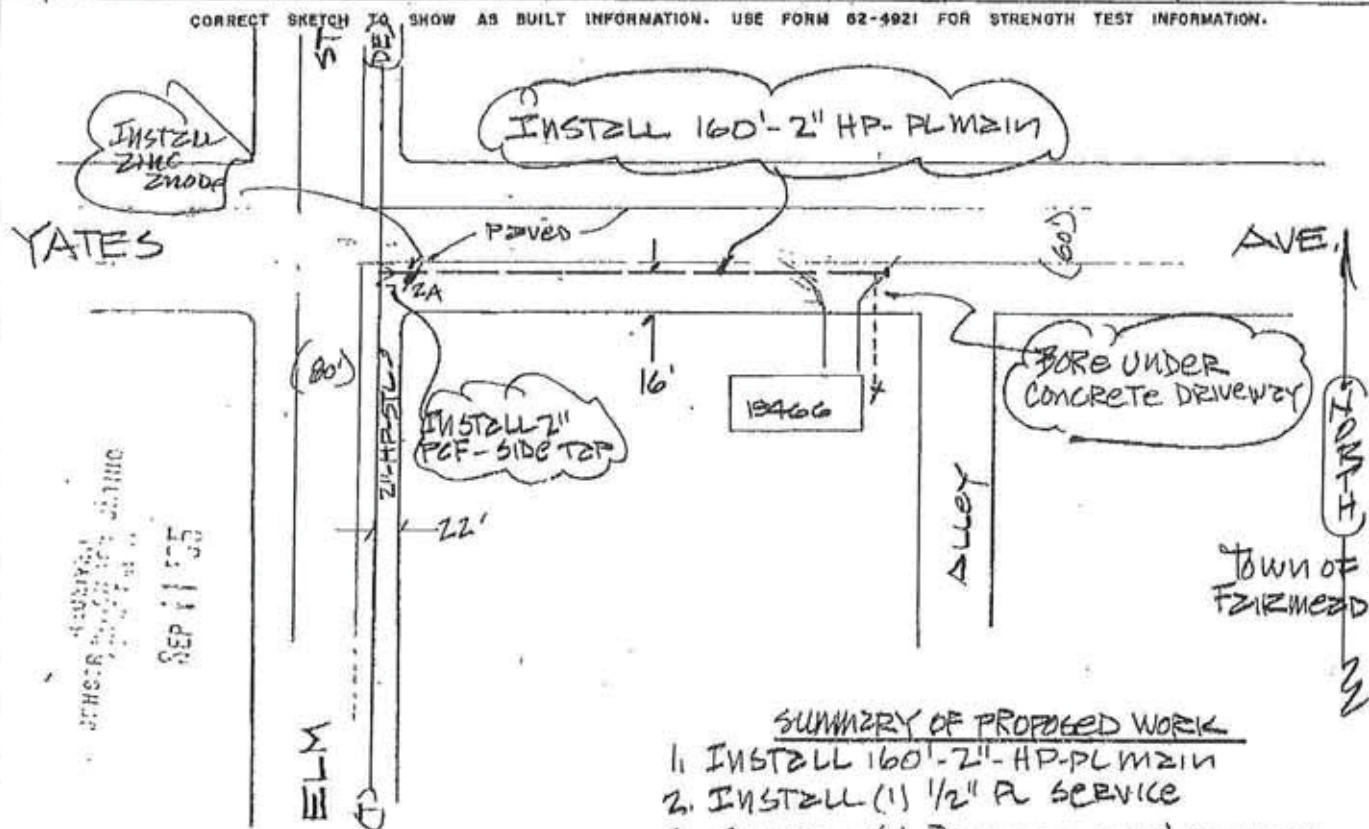 CORRECT SKETCH TO SHOW AS BUILT INFORMATION. USE FORM 62-4921 FOR STRENGTH TEST INFORMATION.
ST
INSTALL
ZINC
ANODE
INSTALL 160'-2" HP-PL MAIN
YATES
PAVED
(60')
AVE.
2A
(80')
16'
2"-HP-STL
INSTALL 2"
PCF-SIDE TAP
15466
BORE UNDER
CONCRETE DRIVEWAY
NORTH
22'
ALLEY
TOWN OF
FAIRMEAD
SEP 11
ELM
SUMMARY OF PROPOSED WORK
1. INSTALL 160'-2"-HP-PL MAIN
2. INSTALL (1) 1/2" PL SERVICE